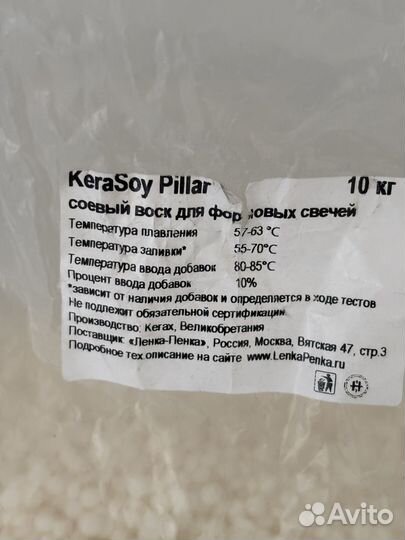 KeraSoy Pillar 10 кг
соевый воск для формовых свечей
Температура плавления 57-63 °C
Температура заливки* 55-70°C
Температура ввода добавок 80-85°C
Процент ввода добавок 10%
*зависит от наличия добавок и определяется в ходе тестов
Не подлежит обязательной сертификации
Производство: Kerax, Великобритания
Поставщик: «Ленка-Пенка», Россия, Москва, Вятская 47, стр.3
Подробное тех описание на сайте www.LenkaPenka.ru
Avito